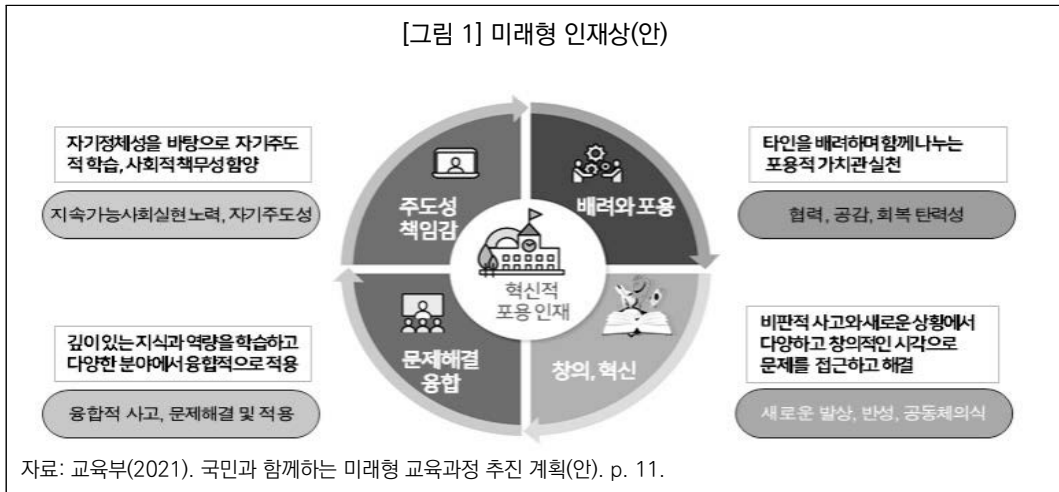 [그림 1] 미래형 인재상(안)
자기정체성을 바탕으로 자기주도
적 학습, 사회적 책무성 함양
지속가능사회실현 노력, 자기주도성
주도성
책임감
배려와 포용
타인을 배려하며 함께 나누는
포용적 가치관 실천
협력, 공감, 회복 탄력성
혁신적
포용 인재
깊이 있는 지식과 역량을 학습하고
다양한 분야에서 융합적으로 적용
융합적 사고, 문제해결 및 적용
문제해결
융합
창의, 혁신
비판적 사고와 새로운 상황에서
다양하고 창의적인 시각으로
문제를 접근하고 해결
새로운 발상, 반성, 공동체의식
자료: 교육부(2021). 국민과 함께하는 미래형 교육과정 추진 계획(안). p. 11.